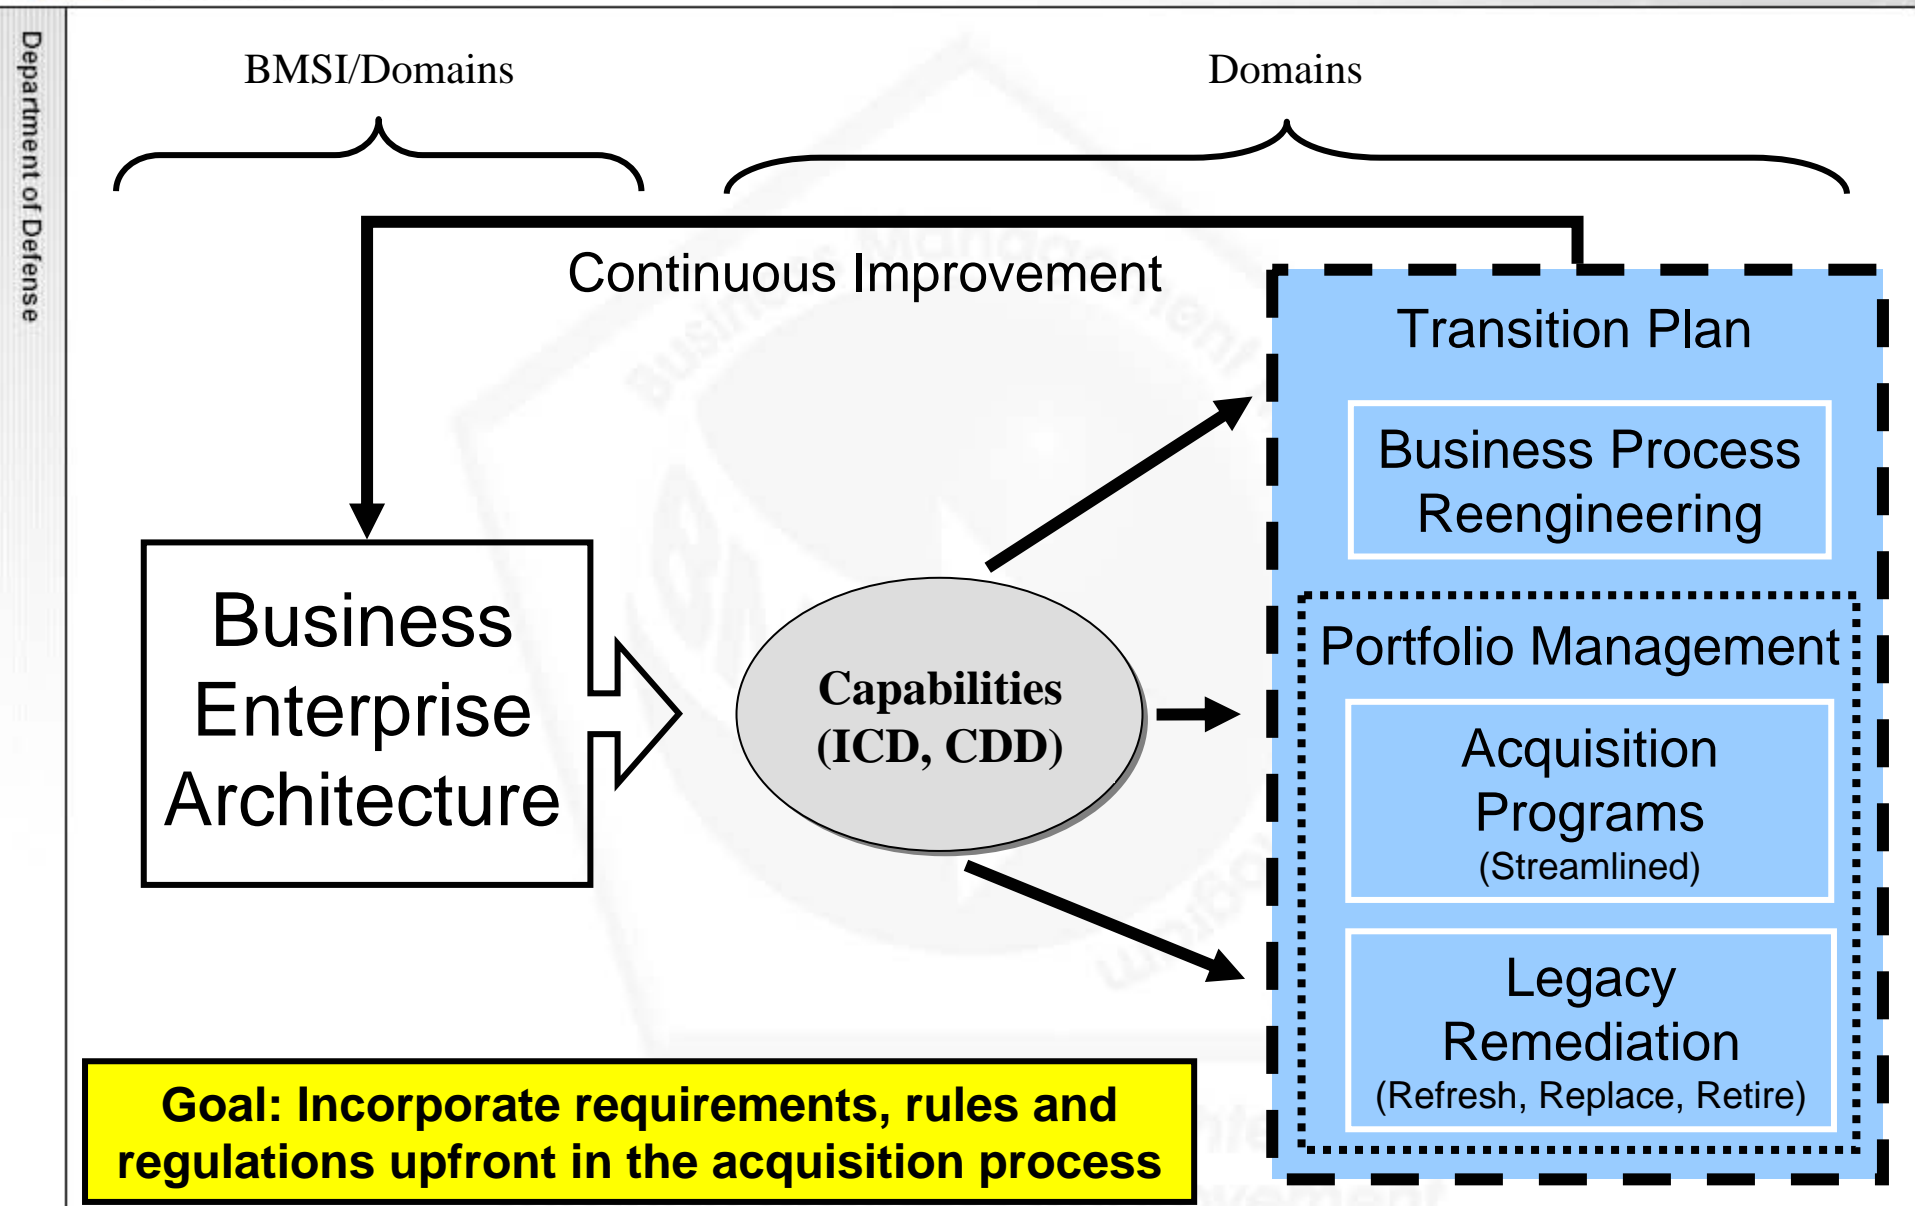 Department of Defense
BMSI/Domains
Domains
Continuous Improvement
Transition Plan
Business Process
Reengineering
Portfolio Management
Acquisition
Programs
(Streamlined)
Legacy
Remediation
(Refresh, Replace, Retire)
Business
Enterprise
Architecture
Capabilities
(ICD, CDD)
Goal: Incorporate requirements, rules and
regulations upfront in the acquisition process
Business Management